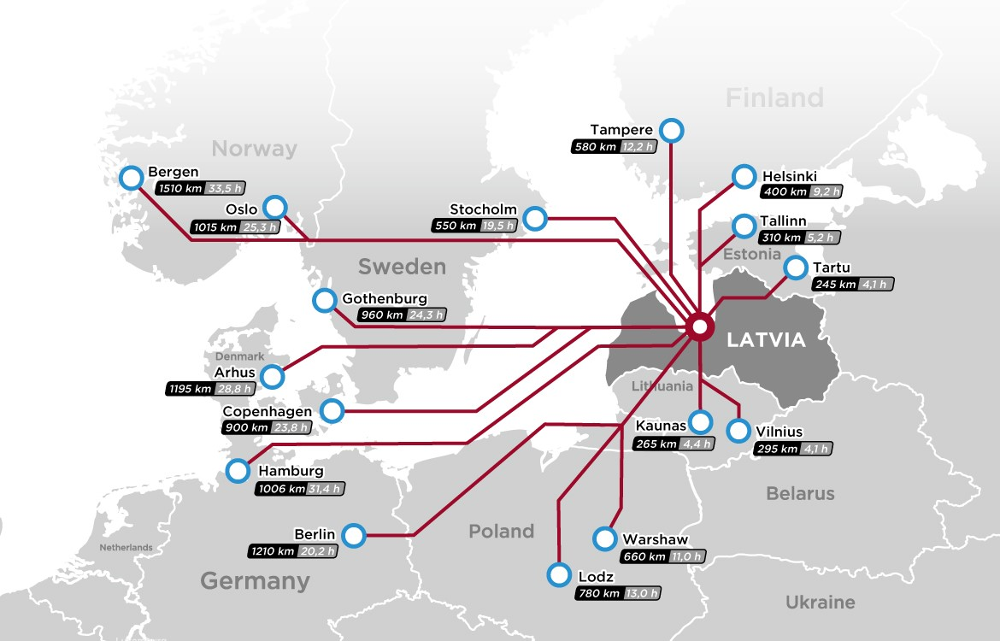 Finland
Tampere
580 km 12,2 h
Norway
Bergen
1510 km 33,5 h
Helsinki
400 km 9,2 h
Oslo
1015 km 25,3 h
Stocholm
550 km 19,5 h
Tallinn
310 km 5,2 h
Estonia
Sweden
Tartu
245 km 4,1 h
Gothenburg
960 km 24,3 h
LATVIA
Denmark
Arhus
1195 km 28,8 h
Lithuania
Copenhagen
900 km 23,8 h
Kaunas
265 km 4,4 h
Vilnius
295 km 4,1 h
Hamburg
1006 km 31,4 h
Belarus
Berlin
1210 km 20,2 h
Poland
Warshaw
660 km 11,0 h
Netherlands
Germany
Lodz
780 km 13,0 h
Ukraine